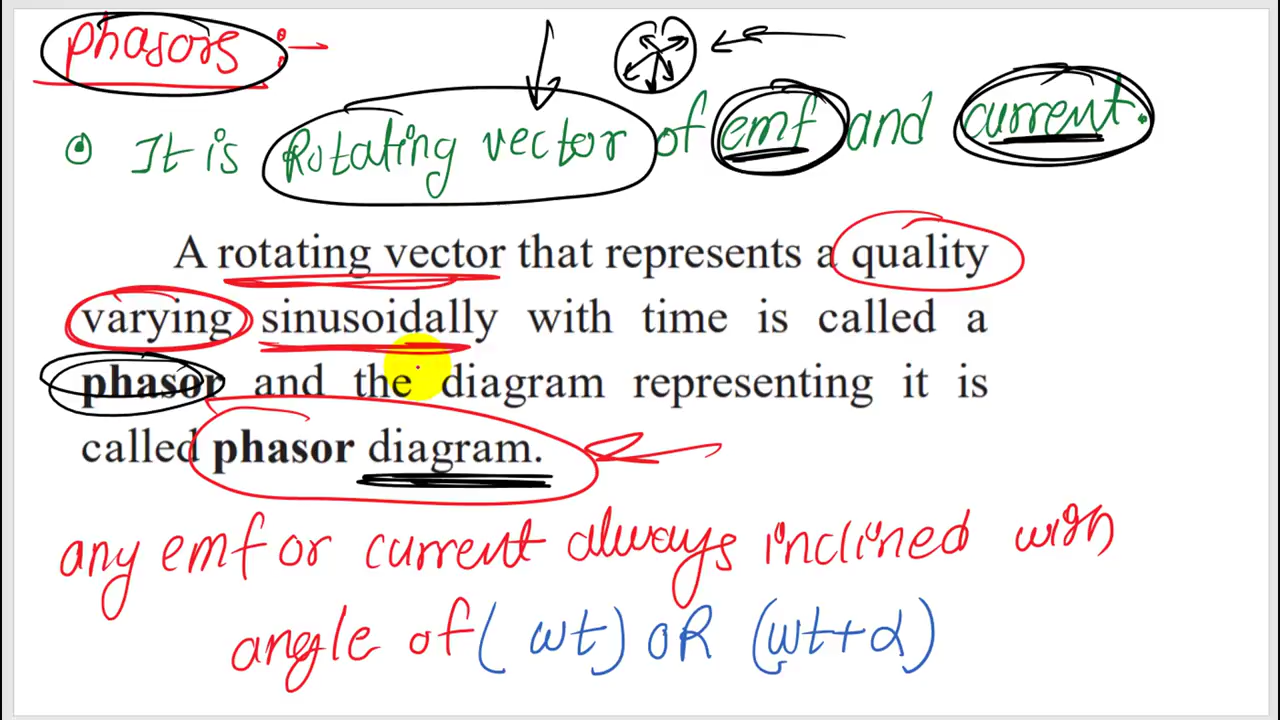 phasors :-
It is Rotating vector of emf and current.
A rotating vector that represents a quality
varying sinusoidally with time is called a
phasor and the diagram representing it is
called phasor diagram.
any emf or current always inclined with
angle of (wt) OR (wt+α)